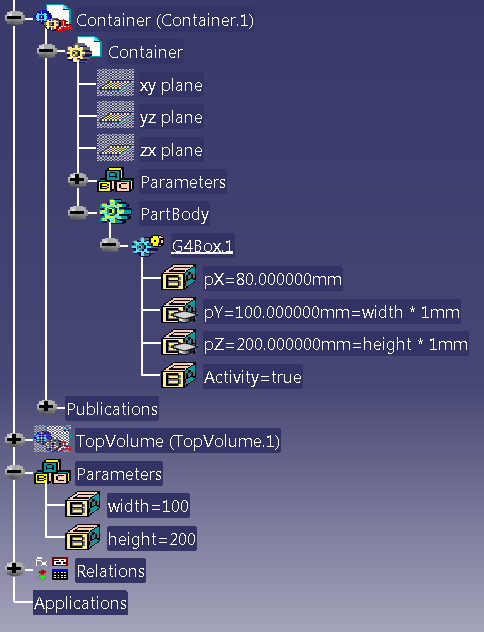 Container (Container.1)
Container
xy plane
yz plane
zx plane
Parameters
PartBody
G4Box.1
pX=80.000000mm
pY=100.000000mm=width * 1mm
pZ=200.000000mm=height * 1mm
Activity=true
Publications
TopVolume (TopVolume.1)
Parameters
width=100
height=200
Relations
Applications